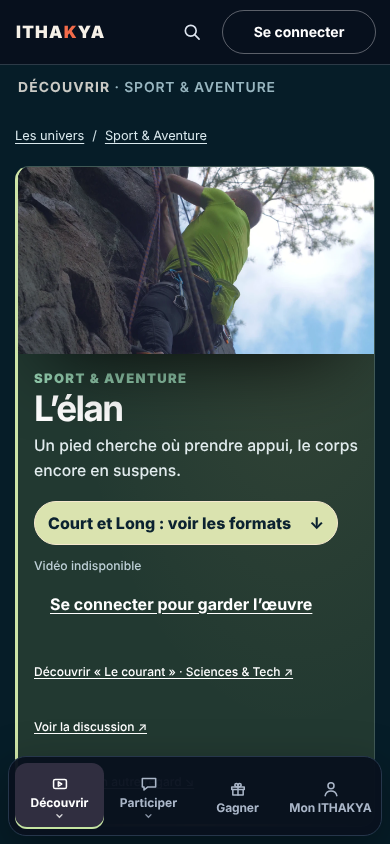 ITHAKYA
Se connecter
DÉCOUVRIR · SPORT & AVENTURE
Les univers / Sport & Aventure
SPORT & AVENTURE
L’élan
Un pied cherche où prendre appui, le corps
encore en suspens.
Court et Long : voir les formats ↓
Vidéo indisponible
Se connecter pour garder l’œuvre
Découvrir « Le courant » · Sciences & Tech ↗
Voir la discussion ↗
Découvrir
Participer
Gagner
Mon ITHAKYA